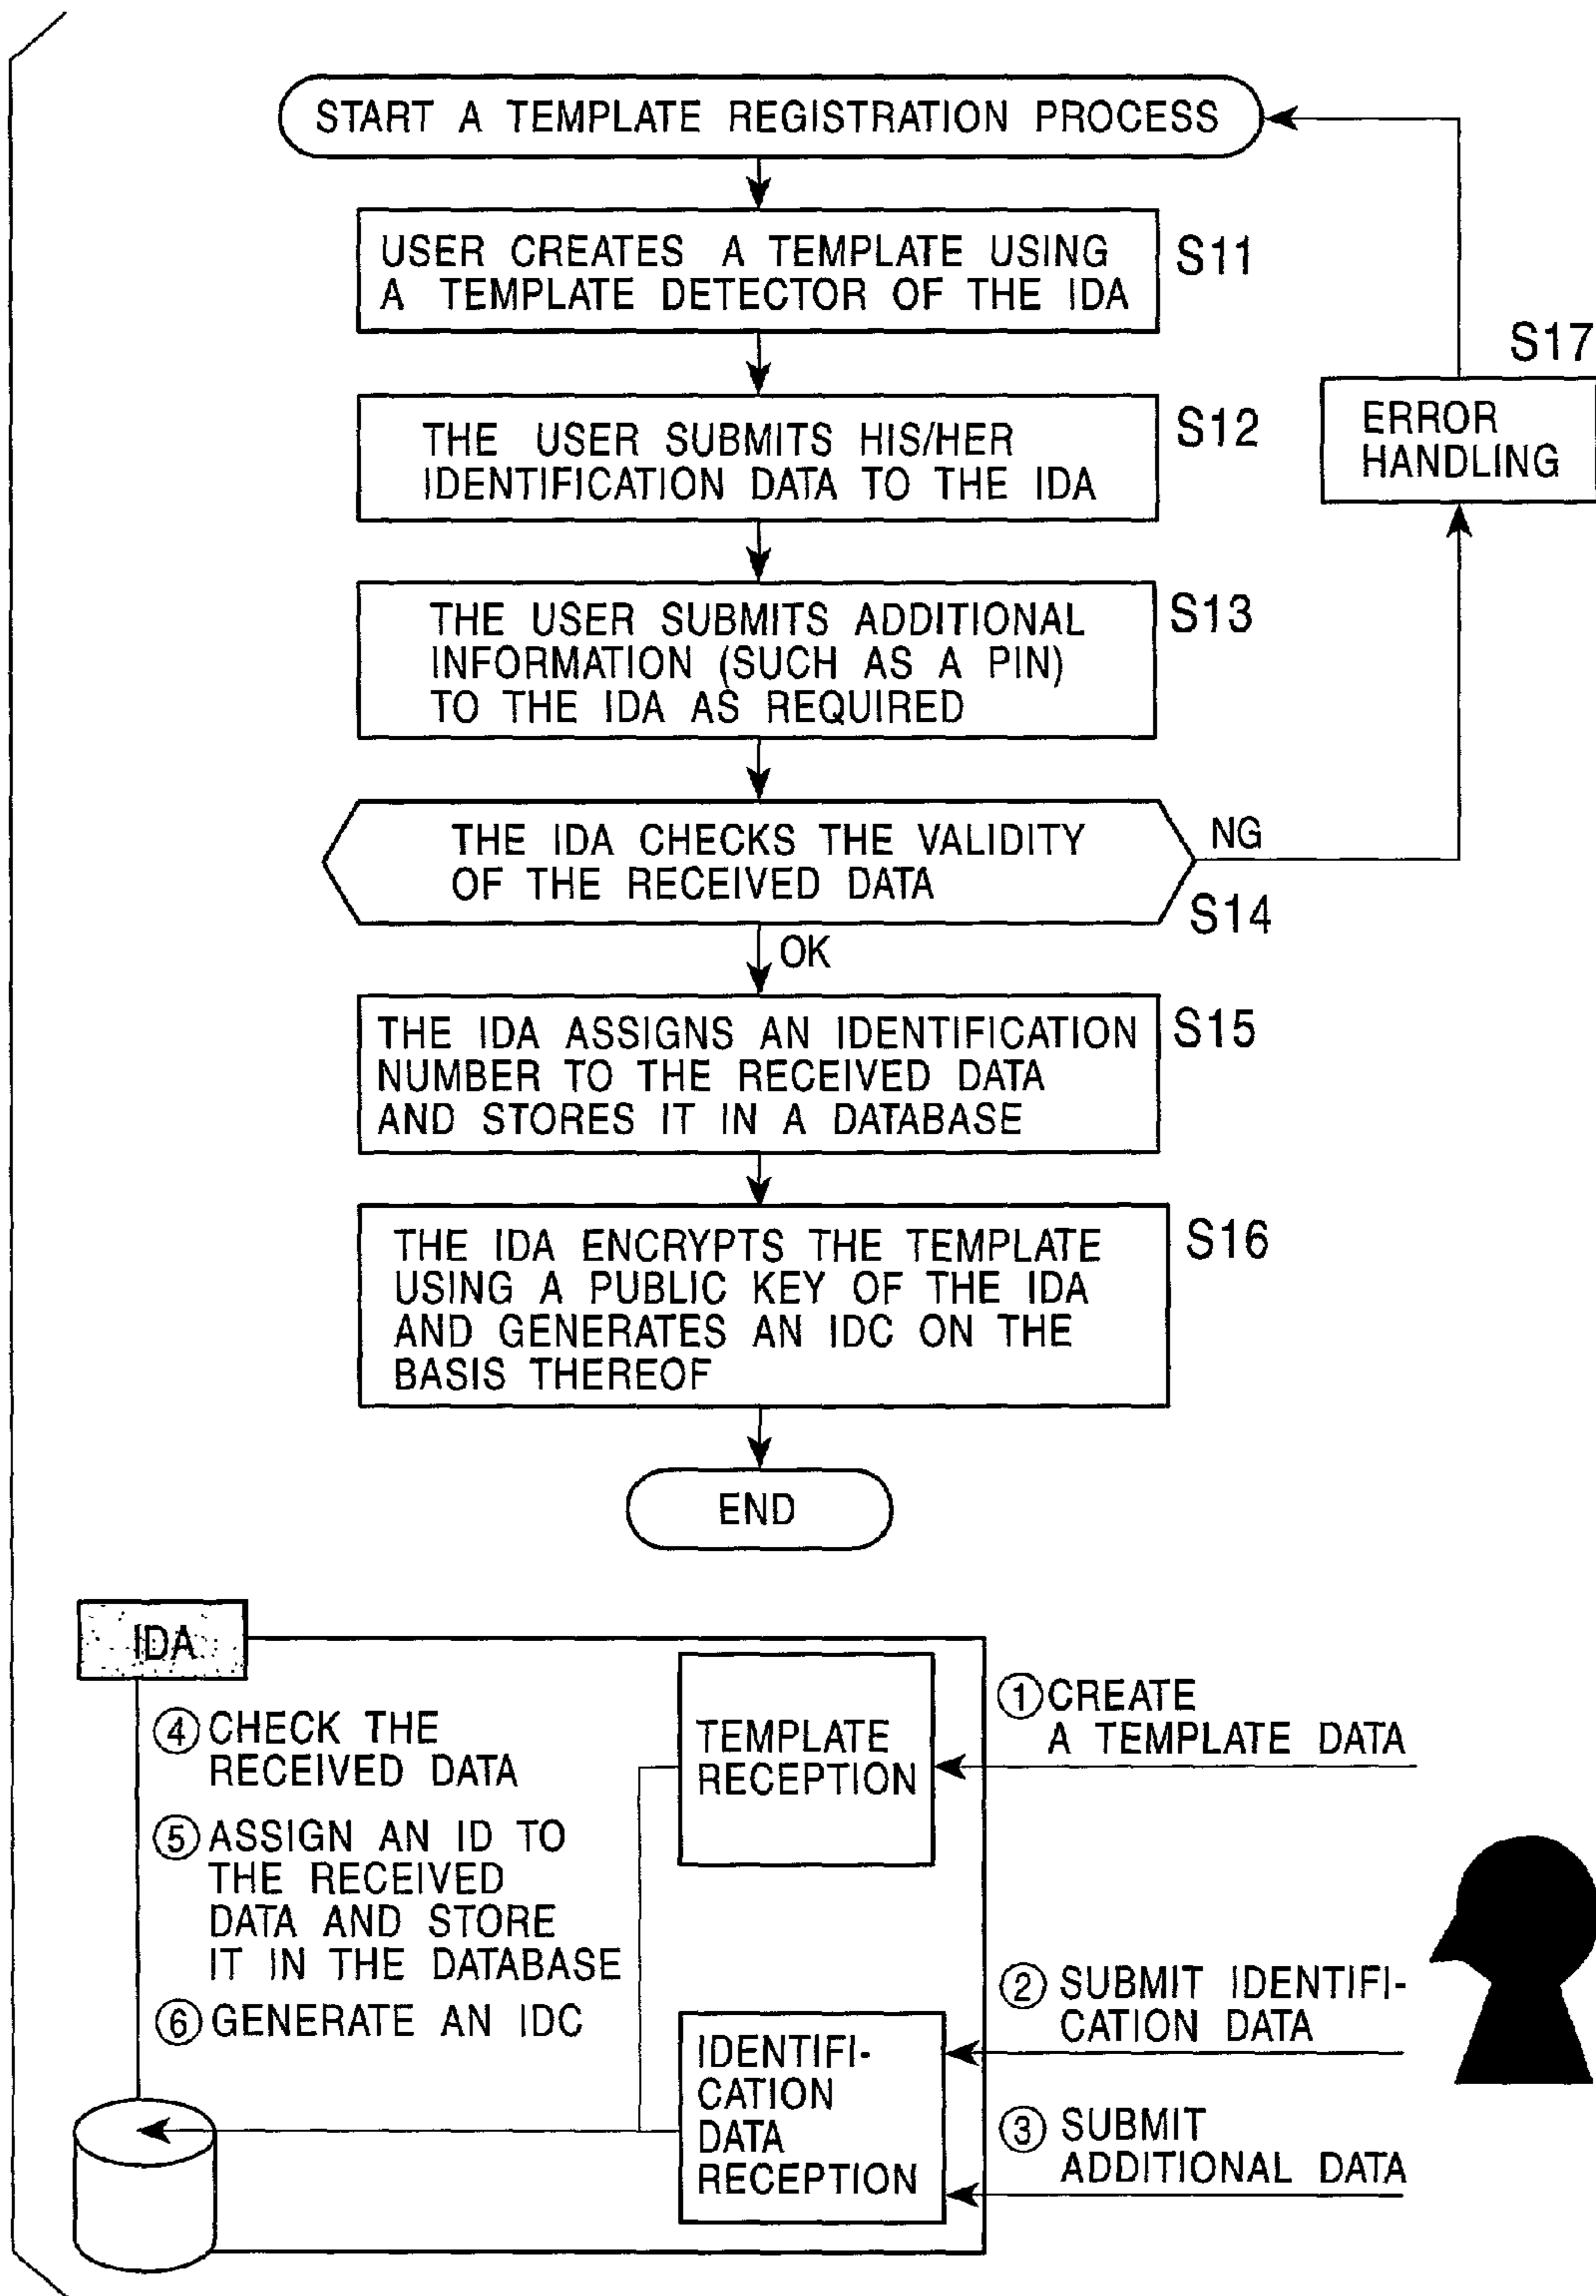 START A TEMPLATE REGISTRATION PROCESS
USER CREATES A TEMPLATE USING
A TEMPLATE DETECTOR OF THE IDA
S11
THE USER SUBMITS HIS/HER
IDENTIFICATION DATA TO THE IDA
S12
S17
ERROR
HANDLING
THE USER SUBMITS ADDITIONAL
INFORMATION (SUCH AS A PIN)
TO THE IDA AS REQUIRED
S13
THE IDA CHECKS THE VALIDITY
OF THE RECEIVED DATA
NG
S14
OK
THE IDA ASSIGNS AN IDENTIFICATION
NUMBER TO THE RECEIVED DATA
AND STORES IT IN A DATABASE
S15
THE IDA ENCRYPTS THE TEMPLATE
USING A PUBLIC KEY OF THE IDA
AND GENERATES AN IDC ON THE
BASIS THEREOF
S16
END
IDA
④ CHECK THE
RECEIVED DATA
⑤ ASSIGN AN ID TO
THE RECEIVED
DATA AND STORE
IT IN THE DATABASE
⑥ GENERATE AN IDC
TEMPLATE
RECEPTION
① CREATE
A TEMPLATE DATA
IDENTIFI-
CATION
DATA
RECEPTION
② SUBMIT IDENTIFI-
CATION DATA
③ SUBMIT
ADDITIONAL DATA